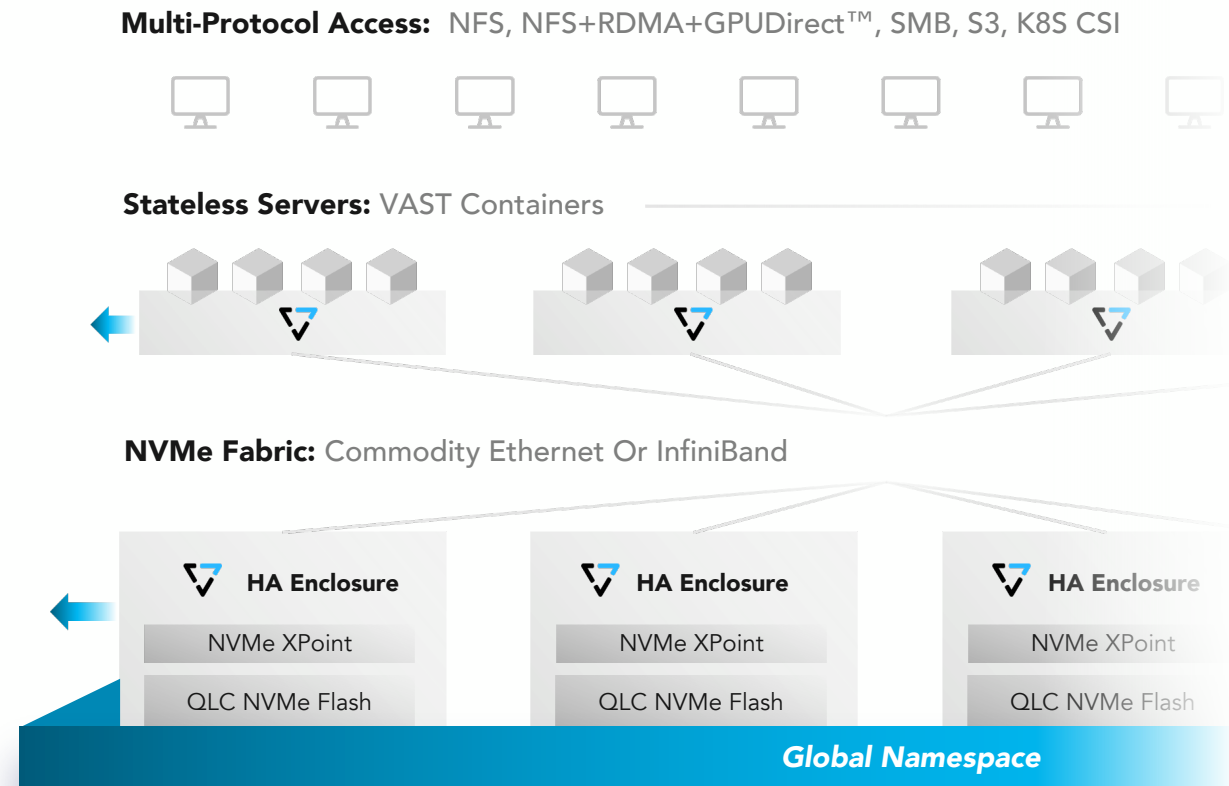 Multi-Protocol Access: NFS, NFS+RDMA+GPUDirect™, SMB, S3, K8S CSI
Stateless Servers: VAST Containers
NVMe Fabric: Commodity Ethernet Or InfiniBand
HA Enclosure HA Enclosure HA Enclosure
NVMe XPoint NVMe XPoint NVMe XPoint
QLC NVMe Flash QLC NVMe Flash QLC NVMe Flash
Global Namespace